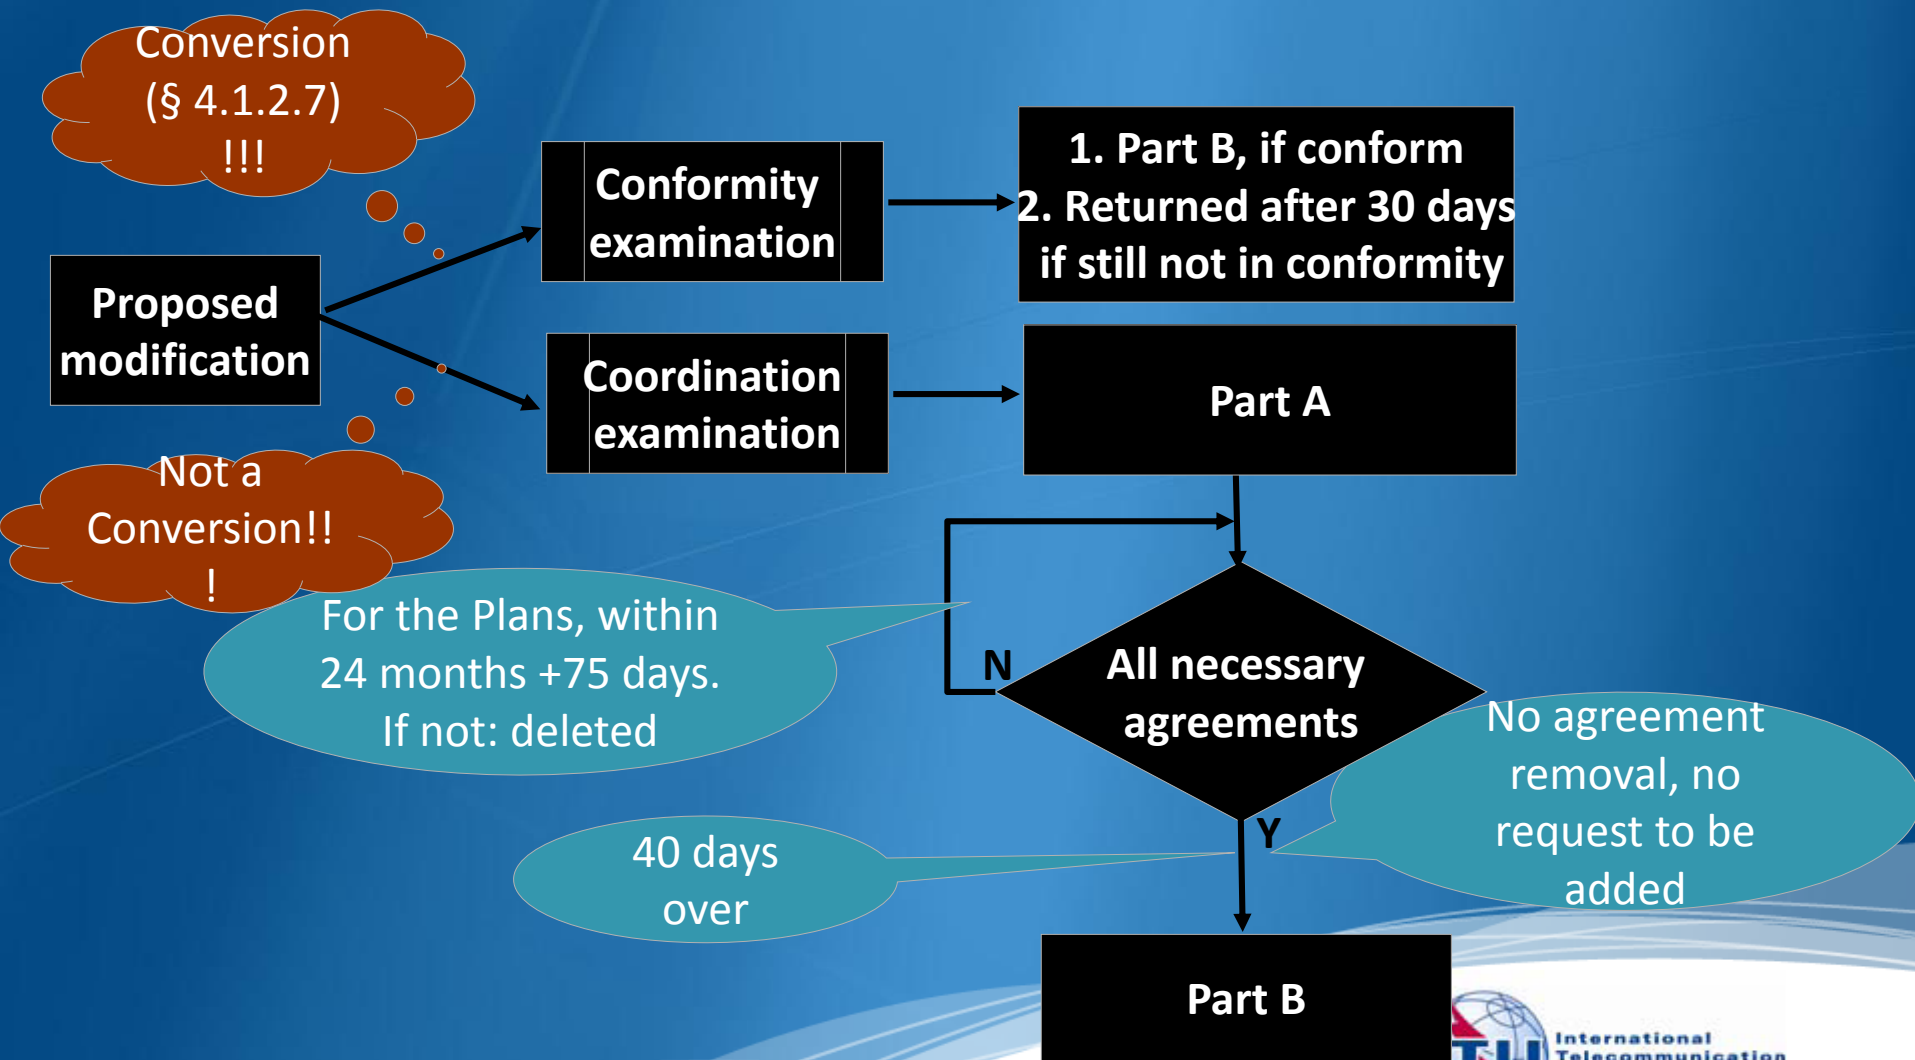 Conversion
(§ 4.1.2.7)
!!!
Conformity
examination
1. Part B, if conform
2. Returned after 30 days
if still not in conformity
Proposed
modification
Coordination
examination
Part A
Not a
Conversion!!
!
For the Plans, within
24 months +75 days.
If not: deleted
N
All necessary
agreements
No agreement
removal, no
request to be
added
Y
40 days
over
Part B
International
Telecommunication